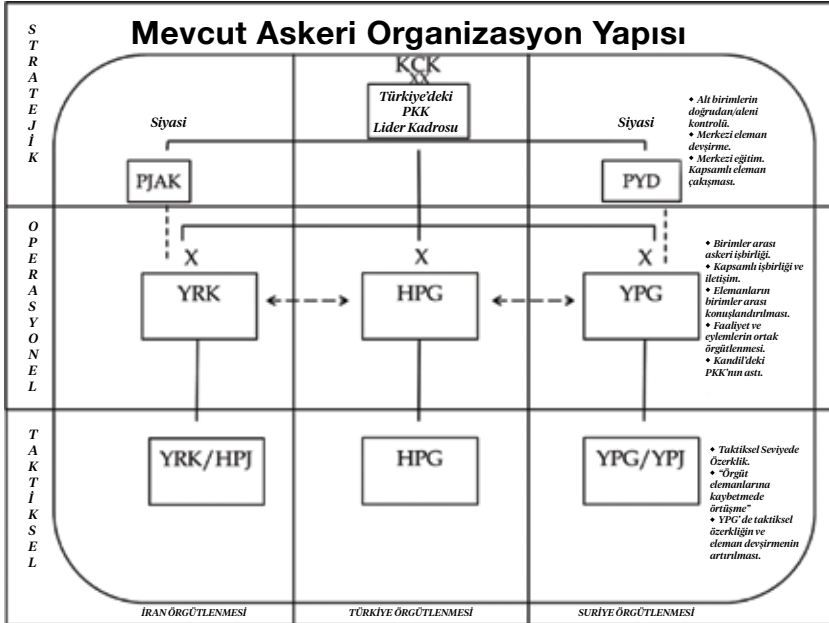 Mevcut Askeri Organizasyon Yapısı
STRATEJİK
KCK
XX
Türkiye'deki
PKK
Lider Kadrosu
Siyasi
Siyasi
PJAK
PYD
◆ Alt birimlerin
doğrudan/aleni
kontrolü.
◆ Merkezi eleman
devşirme.
◆ Merkezi eğitim.
Kapsamlı eleman
çakışması.
OPERASYONEL
X
X
X
YRK
HPG
YPG
◆ Birimler arası
askeri işbirliği.
◆ Kapsamlı işbirliği ve
iletişim.
◆ Elemanların
birimler arası
konuşlandırılması.
◆ Faaliyet ve
eylemlerin ortak
örgütlenmesi.
◆ Kandil'deki
PKK'nın astı.
TAKTİKSEL
YRK/HPJ
HPG
YPG/YPJ
◆ Taktiksel Seviyede
Özerklik.
◆ "Örgüt
elemanlarına
kaybetmede
örtüşme"
◆ YPG' de taktiksel
özerkliğin ve
eleman devşirmenin
artırılması.
İRAN ÖRGÜTLENMESİ
TÜRKİYE ÖRGÜTLENMESİ
SURİYE ÖRGÜTLENMESİ